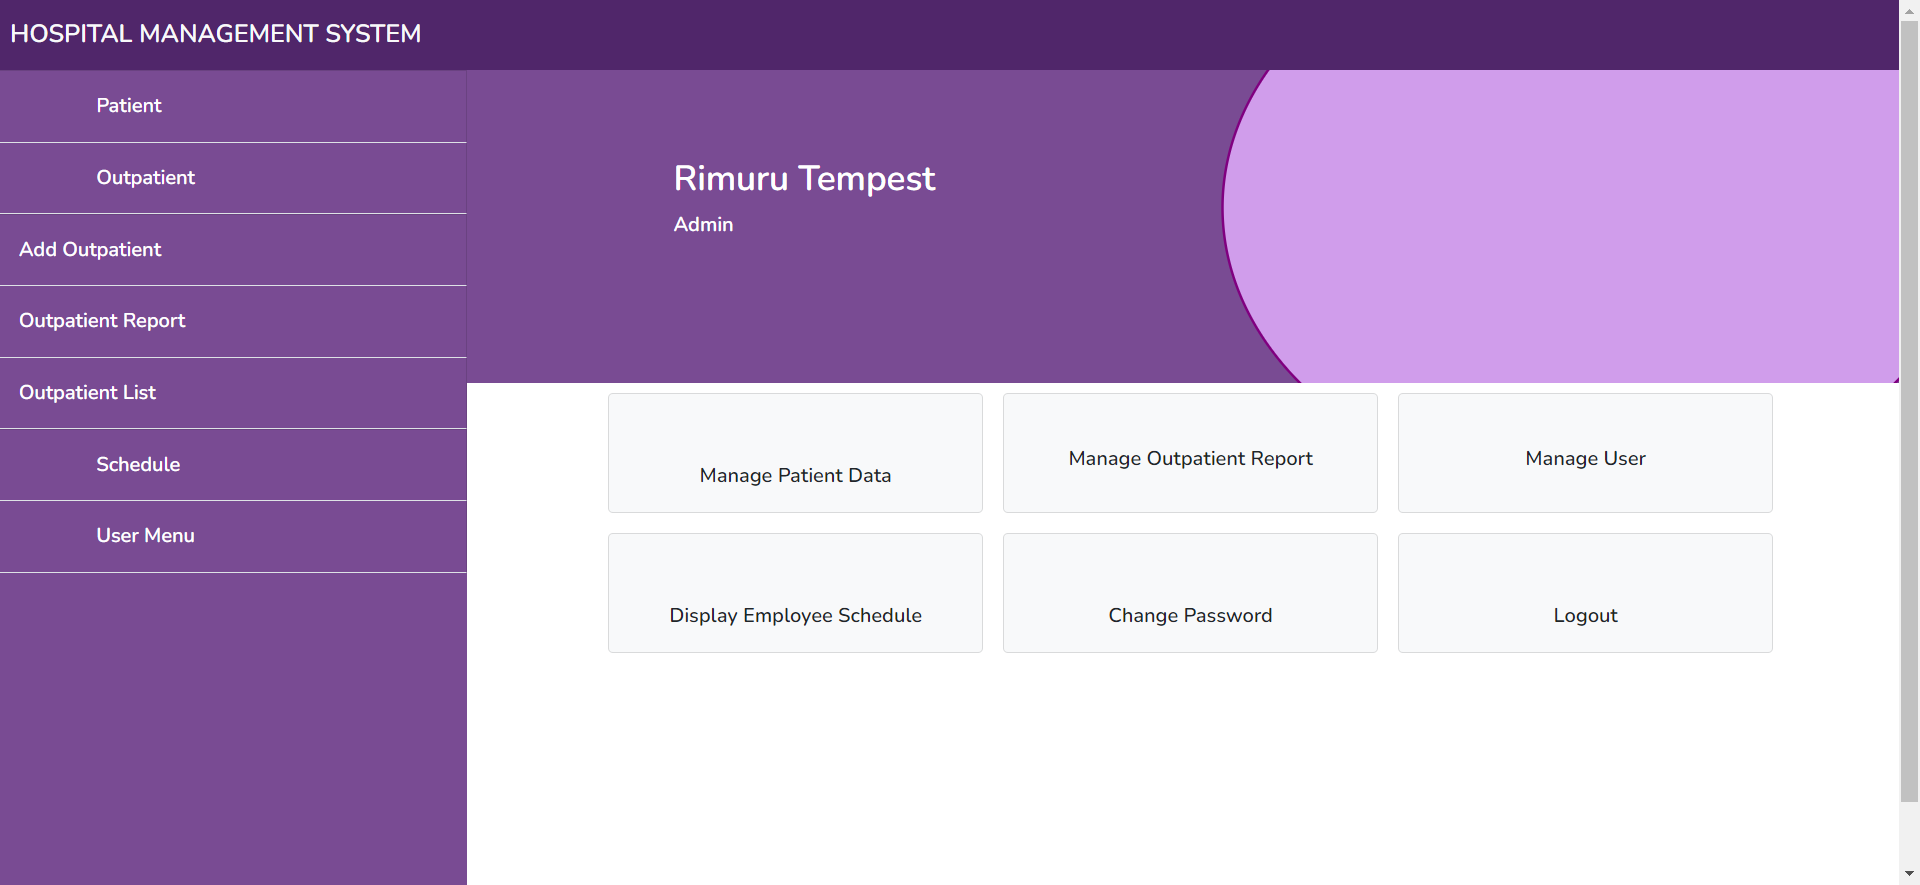 HOSPITAL MANAGEMENT SYSTEM
Patient
Outpatient
Add Outpatient
Outpatient Report
Outpatient List
Schedule
User Menu
Rimuru Tempest
Admin
Manage Patient Data
Manage Outpatient Report
Manage User
Display Employee Schedule
Change Password
Logout